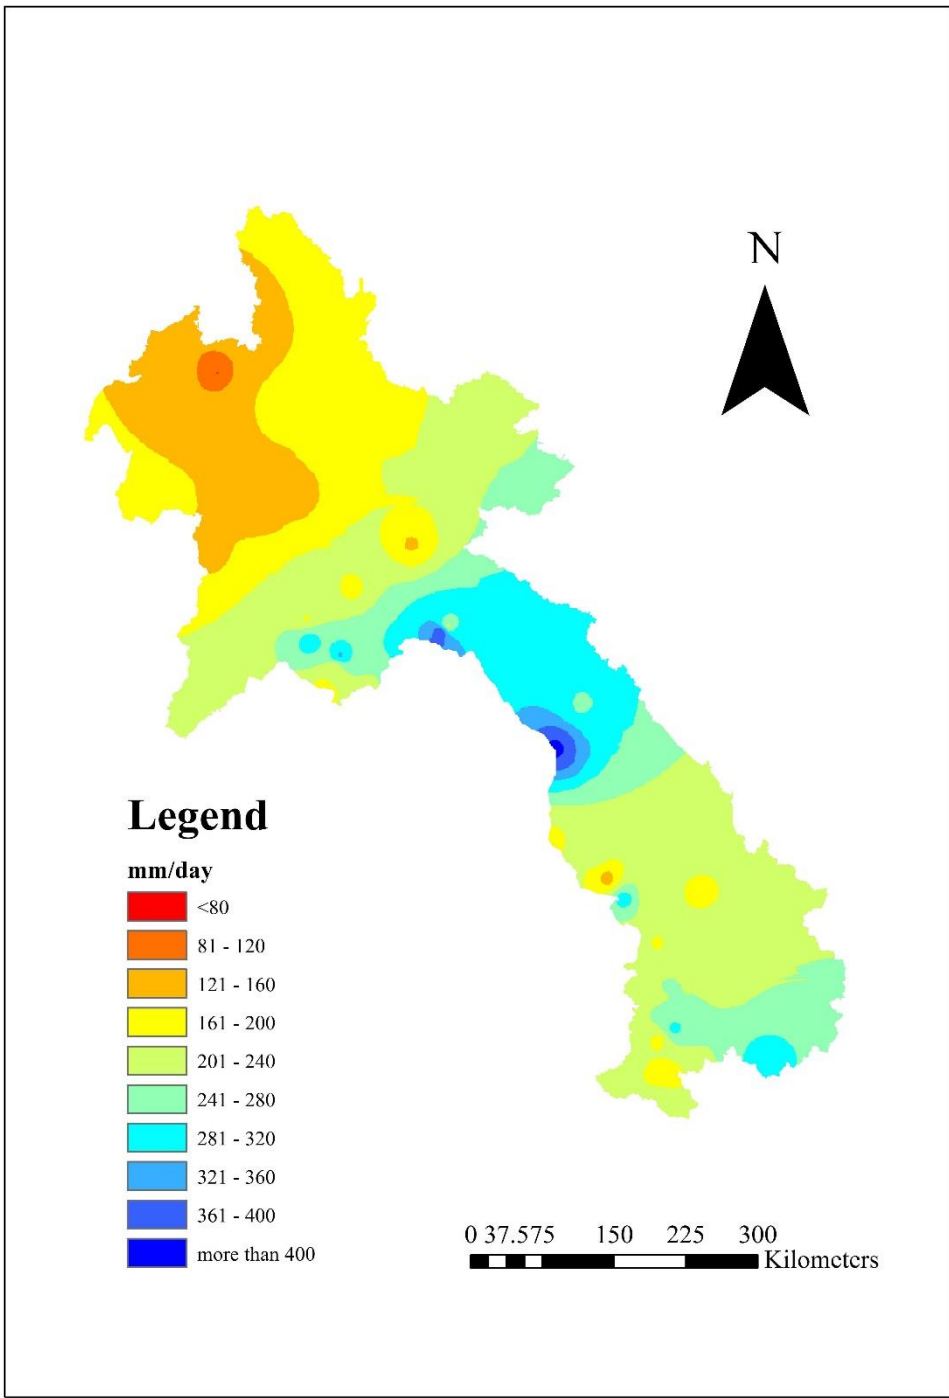 N
Legend
mm/day
<80
81 - 120
121 - 160
161 - 200
201 - 240
241 - 280
281 - 320
321 - 360
361 - 400
more than 400
0 37.575 150 225 300
Kilometers